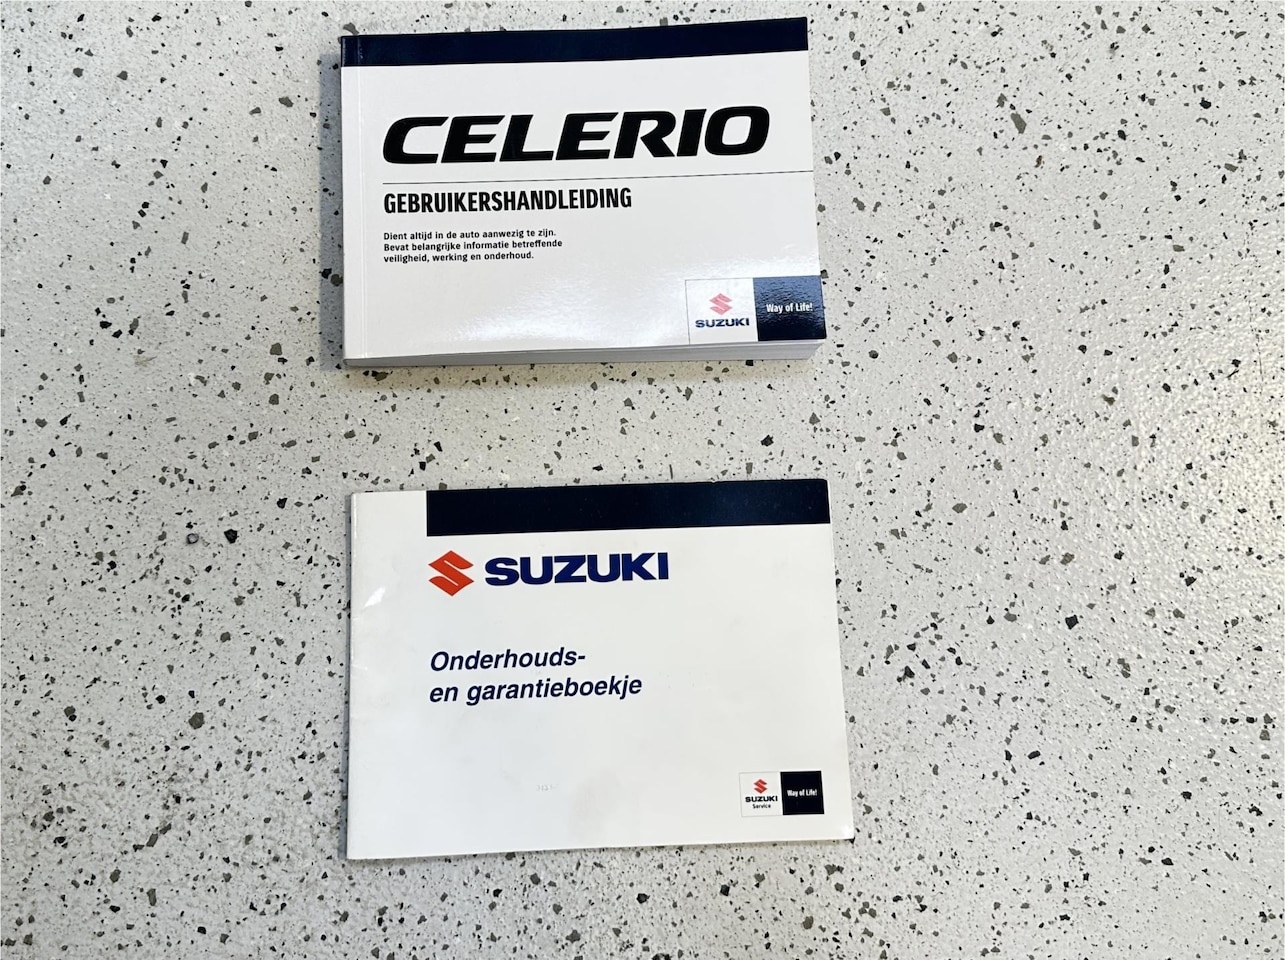 CELERIO
GEBRUIKERSHANDLEIDING
Dient altijd in de auto aanwezig te zijn.
Bevat belangrijke informatie betreffende
veiligheid, werking en onderhoud.
SUZUKI
Way of Life!
SUZUKI
Onderhouds-
en garantieboekje
SUZUKI
Service
Way of Life!